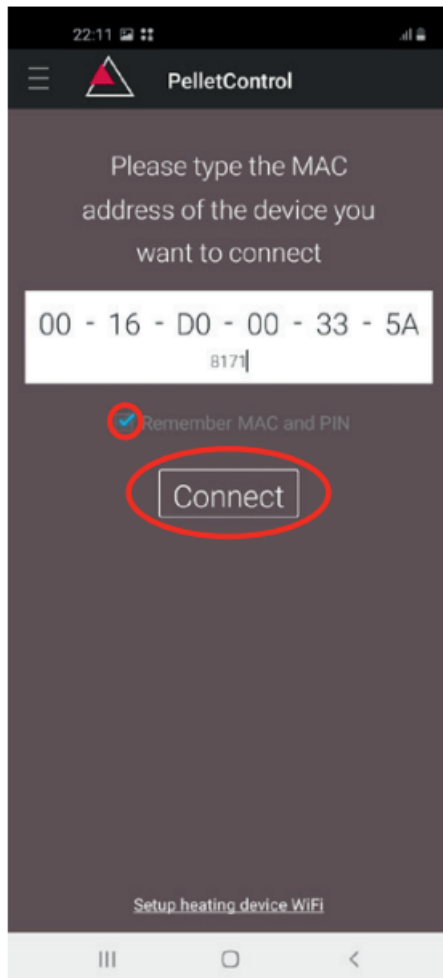 22:11
PelletControl
Please type the MAC
address of the device you
want to connect
00 - 16 - D0 - 00 - 33 - 5A
8171
Remember MAC and PIN
Connect
Setup heating device WiFi